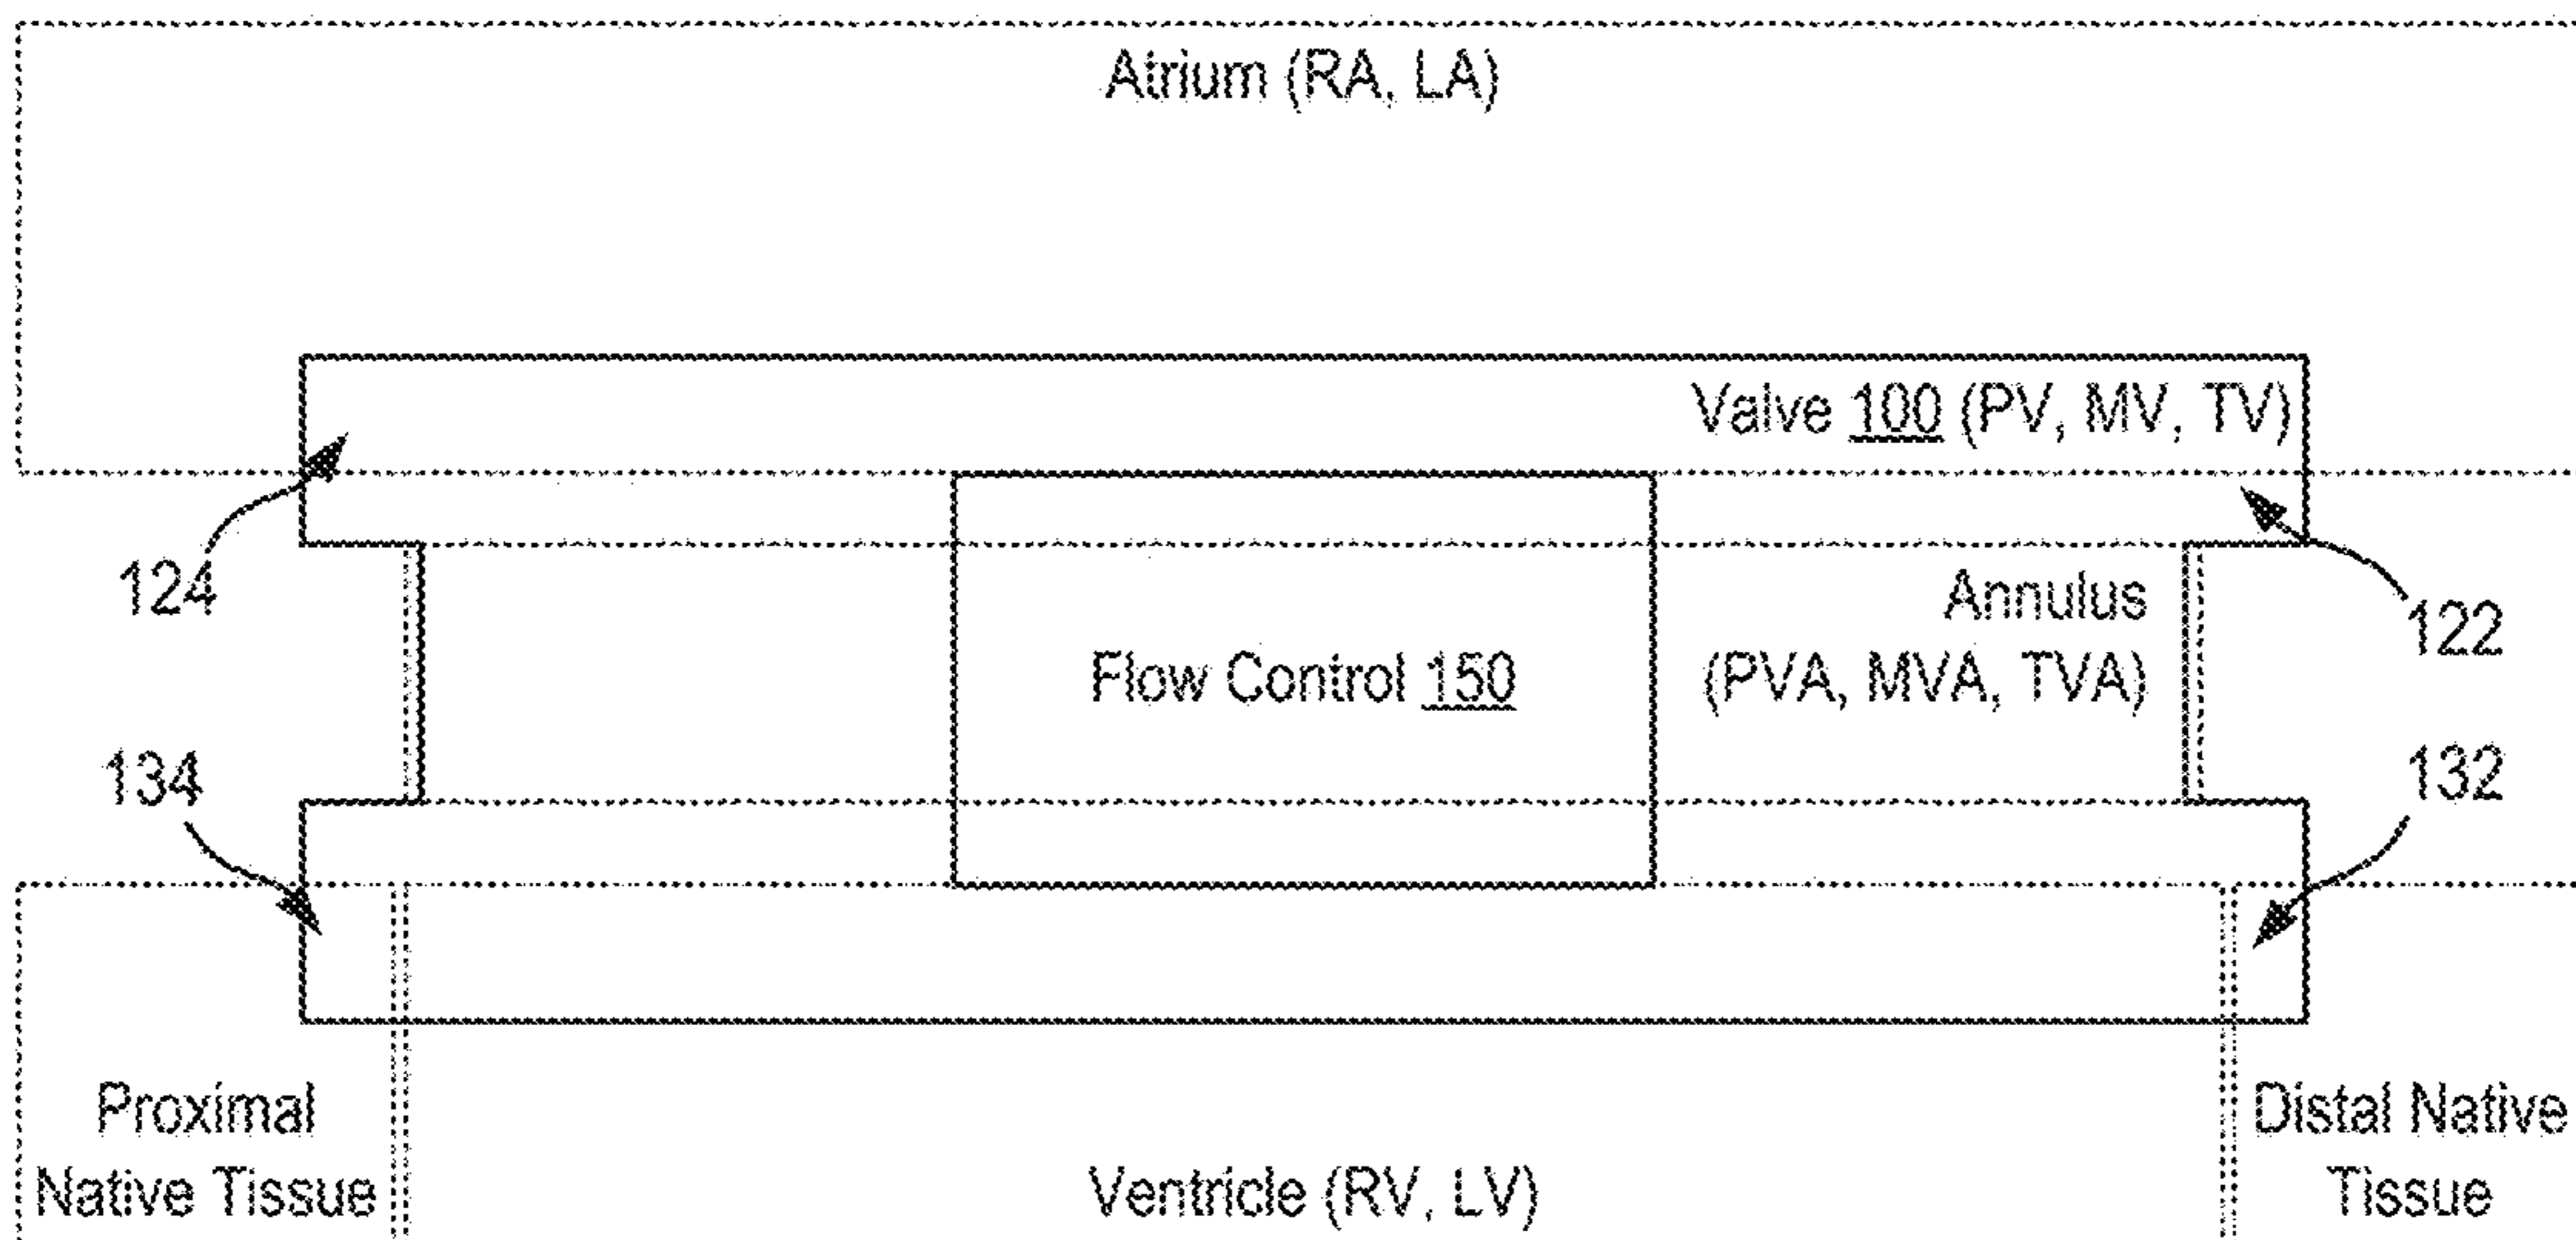 Atrium (RA, LA)
Valve 100 (PV, MV, TV)
124
Annulus
(PVA, MVA, TVA)
122
Flow Control 150
134
132
Proximal
Native Tissue
Ventricle (RV, LV)
Distal Native
Tissue